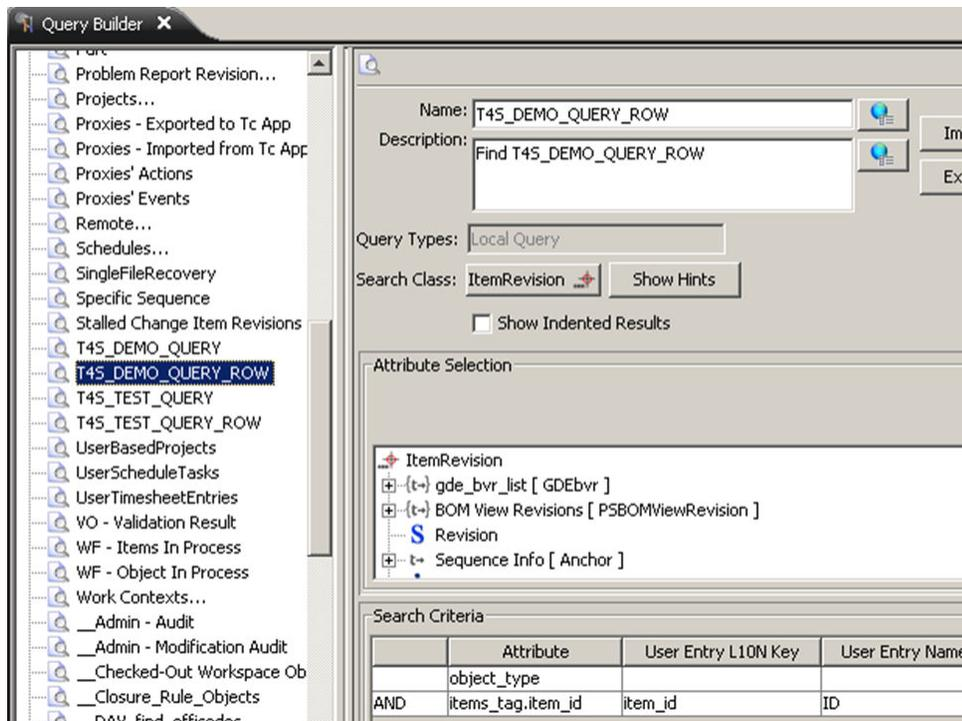 Query Builder
Part
Problem Report Revision...
Projects...
Proxies - Exported to Tc App
Proxies - Imported from Tc App
Proxies' Actions
Proxies' Events
Remote...
Schedules...
SingleFileRecovery
Specific Sequence
Stalled Change Item Revisions
T4S_DEMO_QUERY
T4S_DEMO_QUERY_ROW
T4S_TEST_QUERY
T4S_TEST_QUERY_ROW
UserBasedProjects
UserScheduleTasks
UserTimesheetEntries
VO - Validation Result
WF - Items In Process
WF - Object In Process
Work Contexts...
__Admin - Audit
__Admin - Modification Audit
__Checked-Out Workspace Ob
__Closure_Rule_Objects
Name: T4S_DEMO_QUERY_ROW
Im
Description: Find T4S_DEMO_QUERY_ROW
Ex
Query Types: Local Query
Search Class: ItemRevision Show Hints
Show Indented Results
Attribute Selection
ItemRevision
gde_bvr_list [ GDEbvr ]
BOM View Revisions [ PSBOMViewRevision ]
S Revision
Sequence Info [ Anchor ]
Search Criteria
Attribute User Entry L10N Key User Entry Name
object_type
AND items_tag.item_id item_id ID